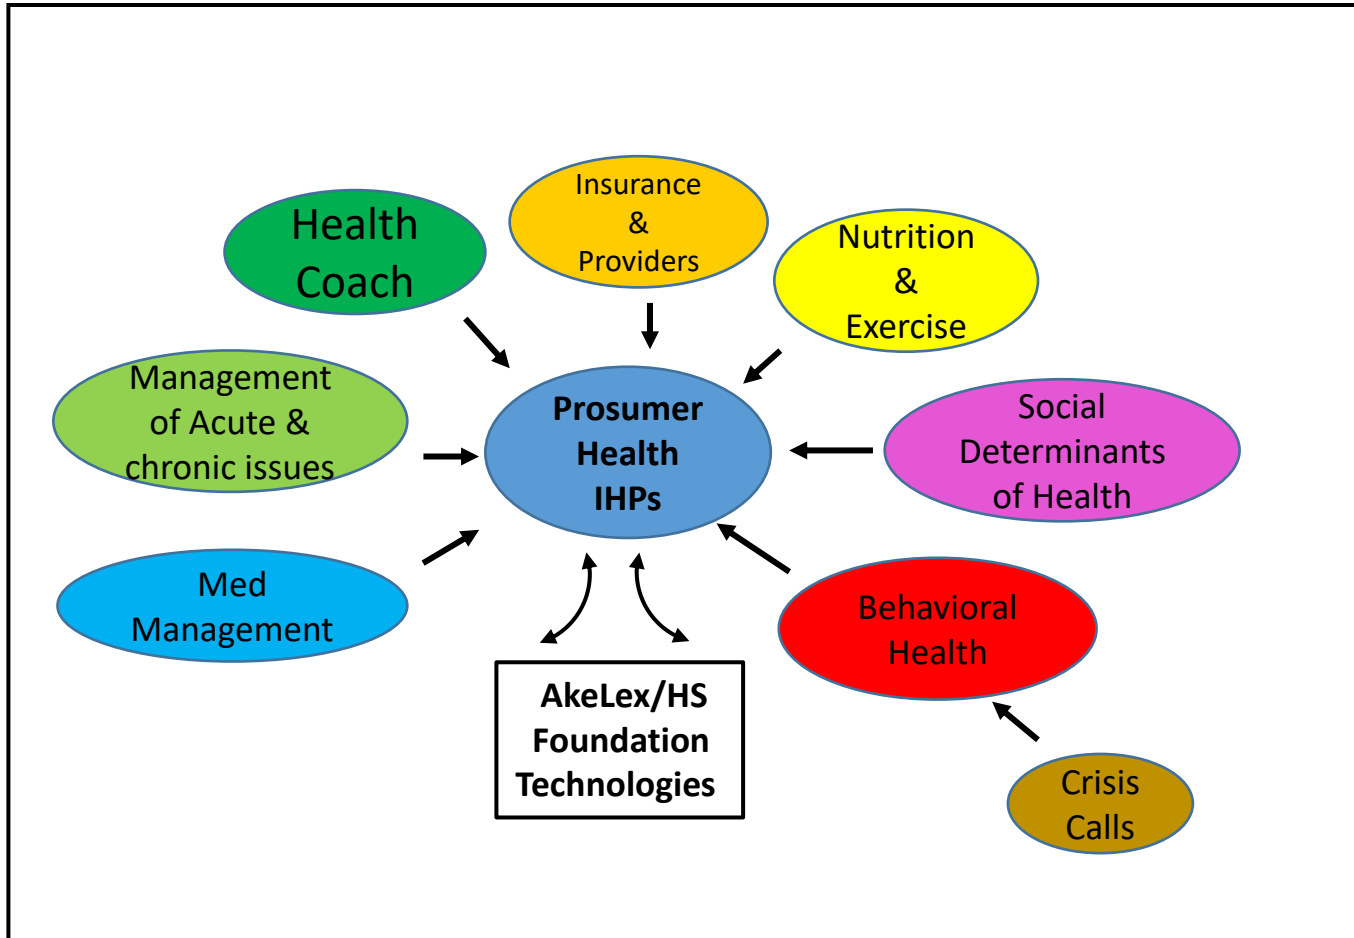 Insurance
&
Providers
Health
Coach
Nutrition
&
Exercise
Management
of Acute &
chronic issues
Prosumer
Health
IHPs
Social
Determinants
of Health
Med
Management
Behavioral
Health
AkeLex/HS
Foundation
Technologies
Crisis
Calls